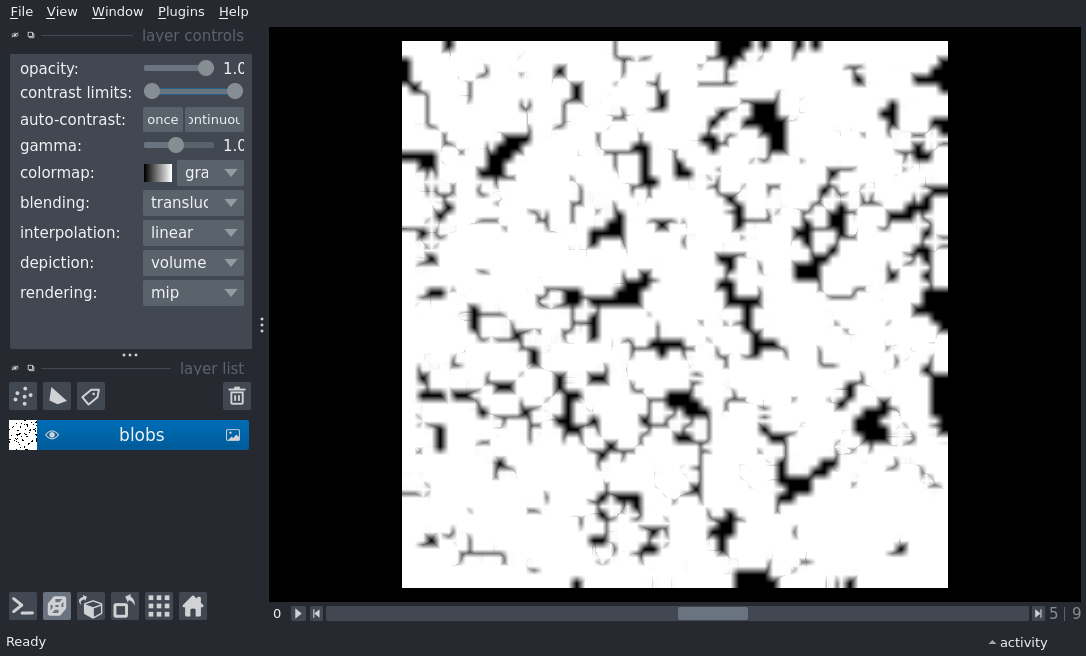 File View Window Plugins Help
layer controls
opacity: 1.0
contrast limits:
auto-contrast: once ontinuou
gamma: 1.0
colormap: gra
blending: transluc
interpolation: linear
depiction: volume
rendering: mip
layer list
blobs
0 5 | 9
Ready activity